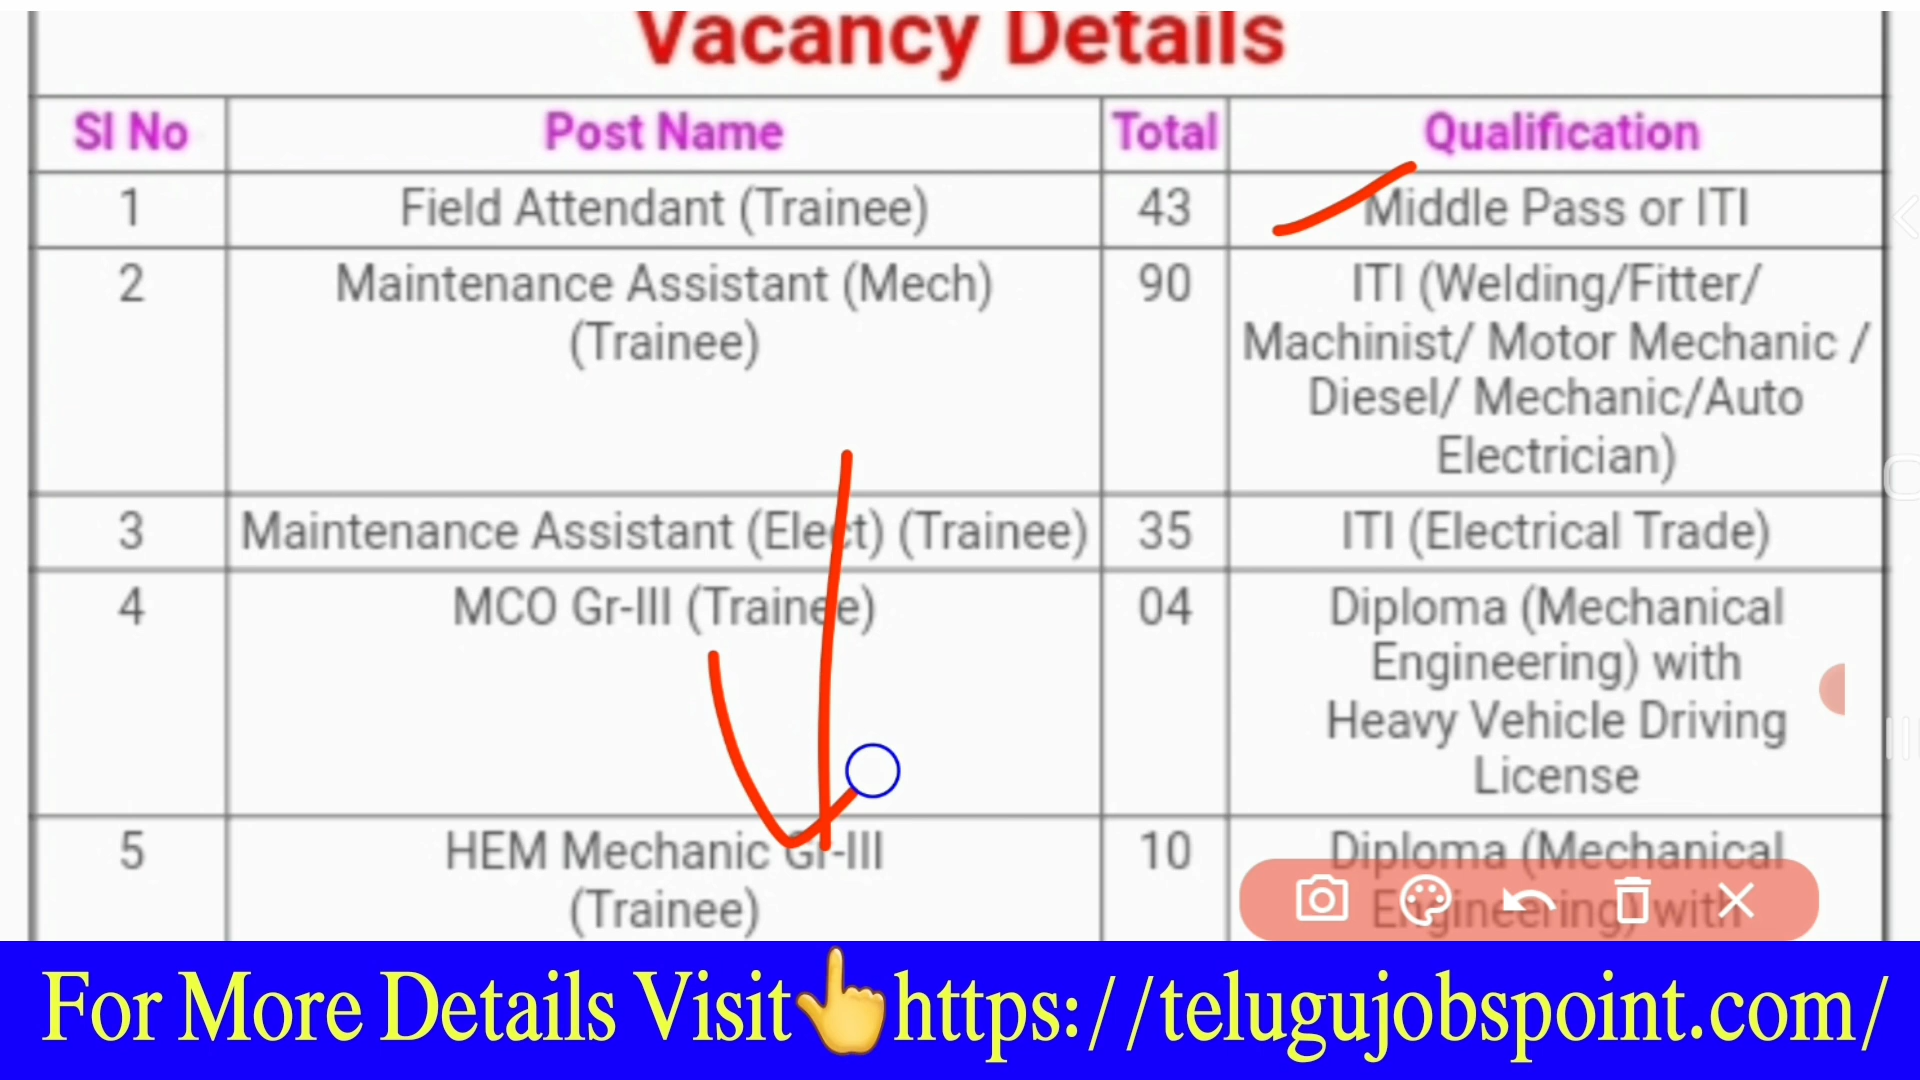 Vacancy Details
Sl No Post Name Total Qualification
1 Field Attendant (Trainee) 43 Middle Pass or ITI
2 Maintenance Assistant (Mech) 90 ITI (Welding/Fitter/
(Trainee) Machinist/ Motor Mechanic /
Diesel/ Mechanic/Auto
Electrician)
3 Maintenance Assistant (Elect) (Trainee) 35 ITI (Electrical Trade)
4 MCO Gr-III (Trainee) 04 Diploma (Mechanical
Engineering) with
Heavy Vehicle Driving
License
5 HEM Mechanic Gr-III 10 Diploma (Mechanical
(Trainee) Engineering) with
For More Details Visit https://telugujobspoint.com/